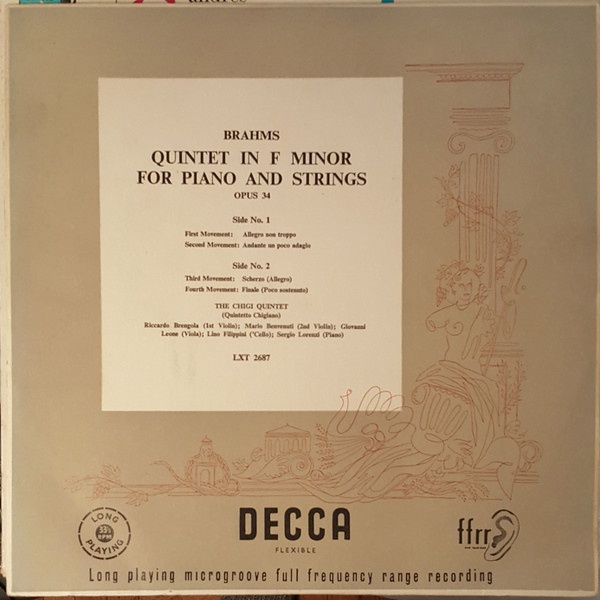 andrés
BRAHMS
QUINTET IN F MINOR
FOR PIANO AND STRINGS
OPUS 34
Side No. 1
First Movement: Allegro non troppo
Second Movement: Andante un poco adagio
Side No. 2
Third Movement: Scherzo (Allegro)
Fourth Movement: Finale (Poco sostenuto)
THE CHIGI QUINTET
(Quintetto Chigiano)
Riccardo Brengola (1st Violin); Mario Benvenuti (2nd Violin); Giovanni
Leone (Viola); Lino Filippini ('Cello); Sergio Lorenzi (Piano)
LXT 2687
LONG
33⅓
RPM
PLAYING
DECCA
FLEXIBLE
ffrr
Long playing microgroove full frequency range recording